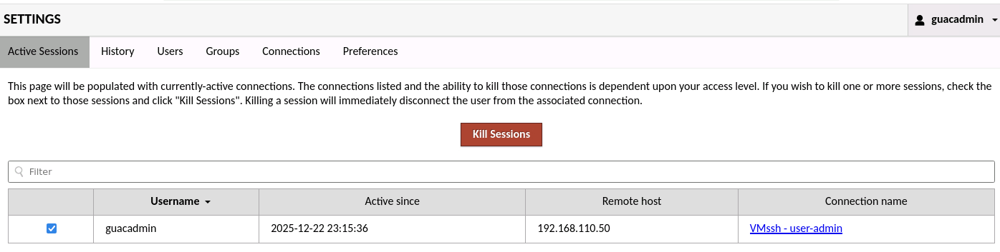 SETTINGS
guacadmin
Active Sessions History Users Groups Connections Preferences
This page will be populated with currently-active connections. The connections listed and the ability to kill those connections is dependent upon your access level. If you wish to kill one or more sessions, check the
box next to those sessions and click "Kill Sessions". Killing a session will immediately disconnect the user from the associated connection.
Kill Sessions
Filter
Username Active since Remote host Connection name
guacadmin 2025-12-22 23:15:36 192.168.110.50 VMssh - user-admin